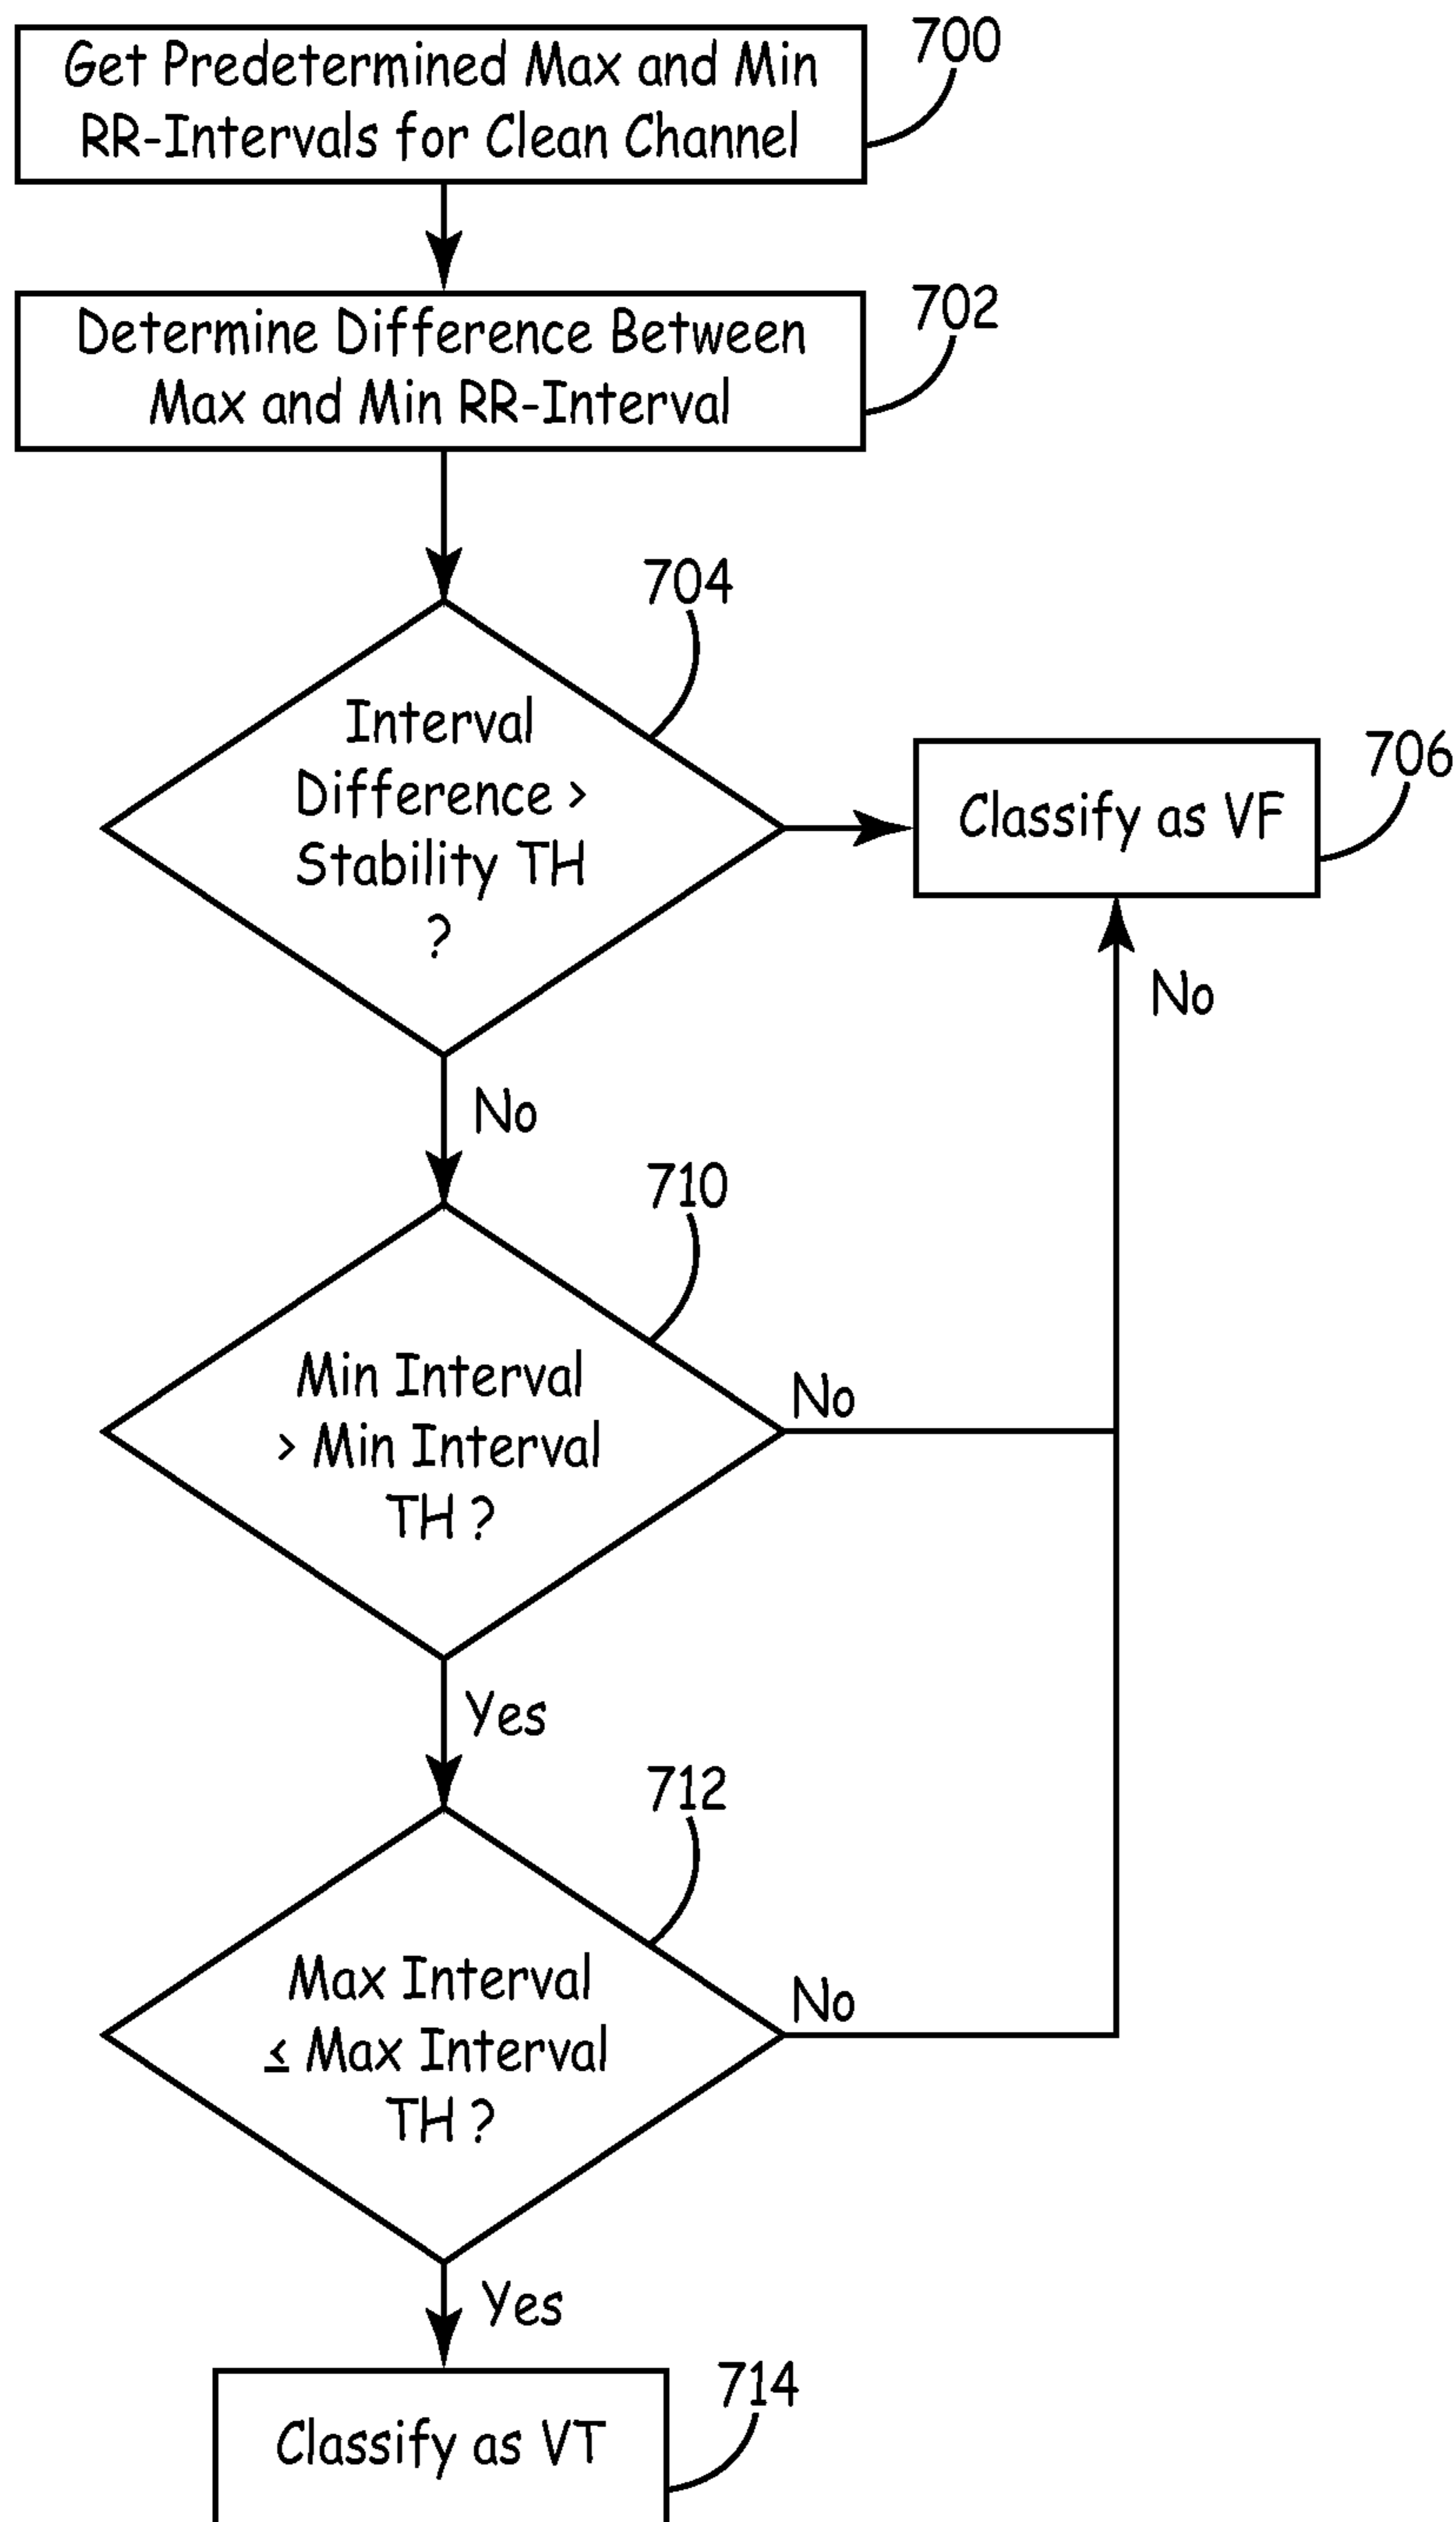 700
Get Predetermined Max and Min
RR-Intervals for Clean Channel
702
Determine Difference Between
Max and Min RR-Interval
704
Interval
Difference >
Stability TH
?
706
Classify as VF
No
No
710
Min Interval
> Min Interval
TH ?
No
Yes
712
Max Interval
≤ Max Interval
TH ?
No
Yes
714
Classify as VT